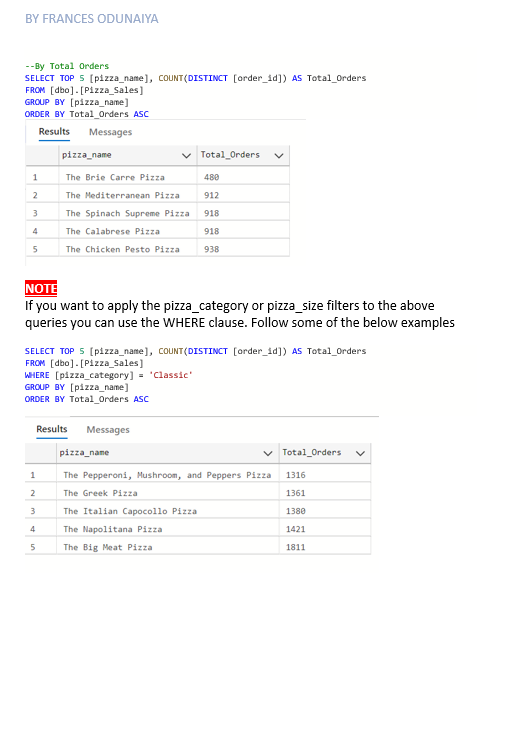 BY FRANCES ODUNAIYA
--By Total Orders
SELECT TOP 5 [pizza_name], COUNT(DISTINCT [order_id]) AS Total_Orders
FROM [dbo].[Pizza_Sales]
GROUP BY [pizza_name]
ORDER BY Total_Orders ASC
Results Messages
pizza_name Total_Orders
1 The Brie Carre Pizza 480
2 The Mediterranean Pizza 912
3 The Spinach Supreme Pizza 918
4 The Calabrese Pizza 918
5 The Chicken Pesto Pizza 938
NOTE
If you want to apply the pizza_category or pizza_size filters to the above
queries you can use the WHERE clause. Follow some of the below examples
SELECT TOP 5 [pizza_name], COUNT(DISTINCT [order_id]) AS Total_Orders
FROM [dbo].[Pizza_Sales]
WHERE [pizza_category] = 'Classic'
GROUP BY [pizza_name]
ORDER BY Total_Orders ASC
Results Messages
pizza_name Total_Orders
1 The Pepperoni, Mushroom, and Peppers Pizza 1316
2 The Greek Pizza 1361
3 The Italian Capocollo Pizza 1380
4 The Napolitana Pizza 1421
5 The Big Meat Pizza 1811